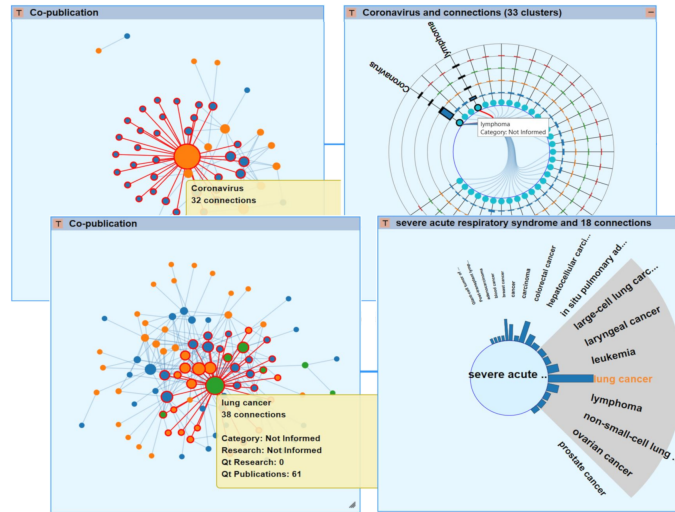 Co-publication
Coronavirus
32 connections
Coronavirus and connections (33 clusters)
Coronavirus
lymphoma
lymphoma
Category: Not Informed
Co-publication
lung cancer
38 connections
Category: Not Informed
Research: Not Informed
Qt Research: 0
Qt Publications: 61
severe acute respiratory syndrome and 18 connections
severe acute ..
breast cancer
cancer
carcinoma
colorectal cancer
hepatocellular carci...
in situ pulmonary ad...
large-cell lung carc...
laryngeal cancer
leukemia
lung cancer
lymphoma
non-small-cell lung ...
ovarian cancer
prostate cancer